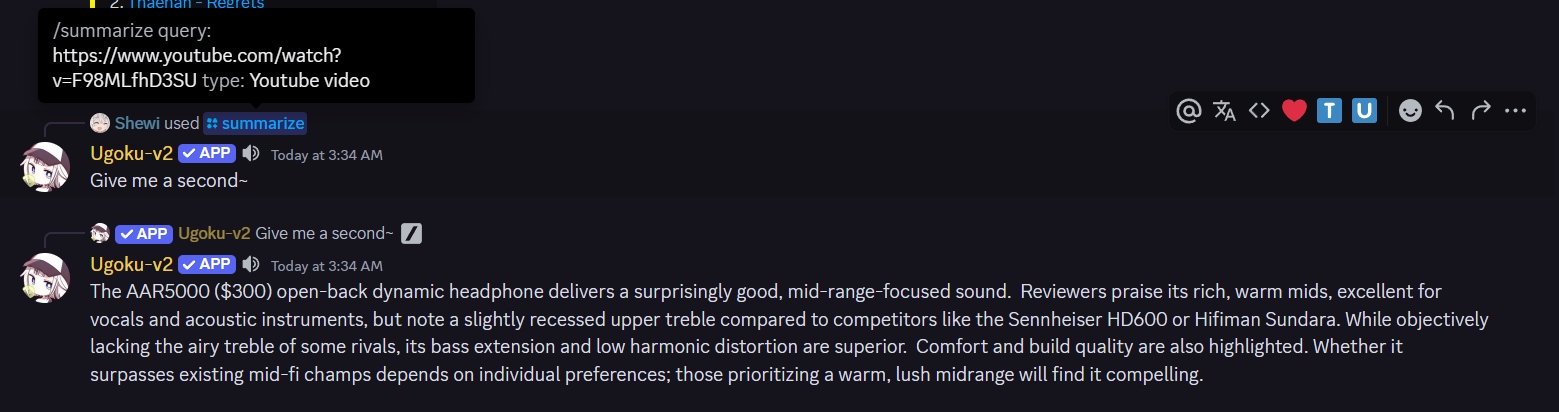 2. Thaehan - Regrets
/summarize query:
https://www.youtube.com/watch?
v=F98MLfhD3SU type: Youtube video
Shewi used summarize
Ugoku-v2 ✓ APP Today at 3:34 AM
Give me a second~
T U
✓ APP Ugoku-v2 Give me a second~
Ugoku-v2 ✓ APP Today at 3:34 AM
The AAR5000 ($300) open-back dynamic headphone delivers a surprisingly good, mid-range-focused sound.  Reviewers praise its rich, warm mids, excellent for
vocals and acoustic instruments, but note a slightly recessed upper treble compared to competitors like the Sennheiser HD600 or Hifiman Sundara. While objectively
lacking the airy treble of some rivals, its bass extension and low harmonic distortion are superior.  Comfort and build quality are also highlighted. Whether it
surpasses existing mid-fi champs depends on individual preferences; those prioritizing a warm, lush midrange will find it compelling.